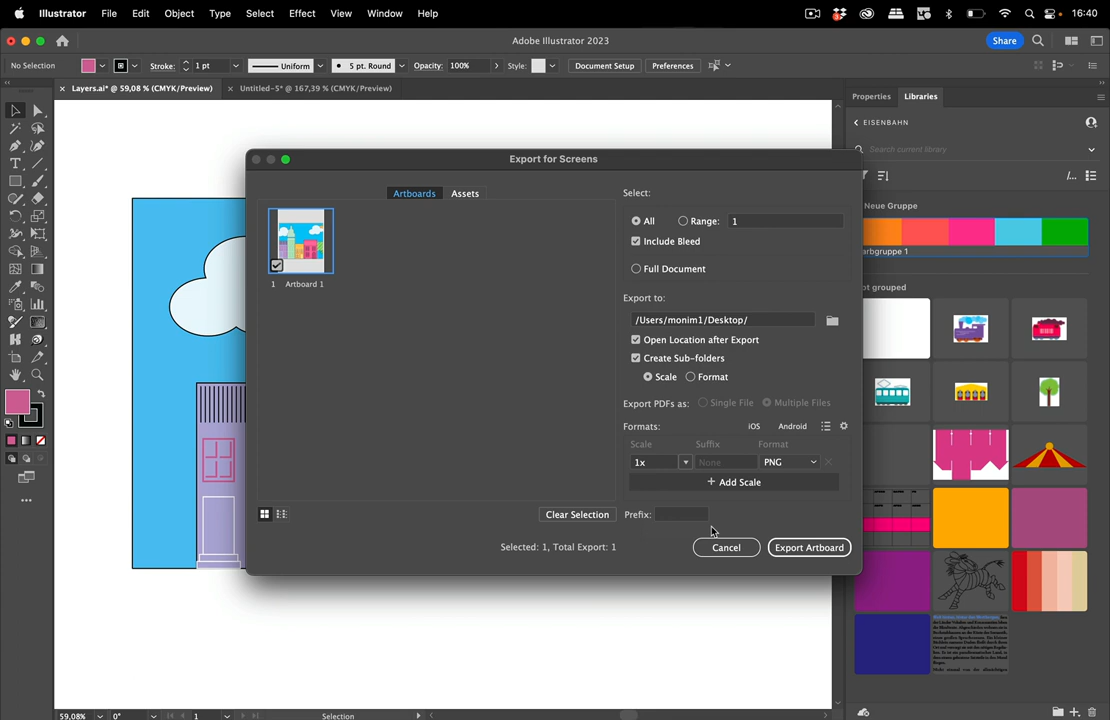 Illustrator File Edit Object Type Select Effect View Window Help
3
16:40
Adobe Illustrator 2023
Share
No Selection
Stroke: 1 pt
Uniform
5 pt. Round
Opacity: 100%
Style:
Document Setup
Preferences
Layers.ai* @ 59,08 % (CMYK/Preview)
Untitled-5* @ 167,39 % (CMYK/Preview)
Properties Libraries
EISENBAHN
Search current library
Neue Gruppe
arbgruppe 1
ot grouped
Export for Screens
Artboards Assets
1 Artboard 1
Select:
All Range: 1
Include Bleed
Full Document
Export to:
/Users/monim1/Desktop/
Open Location after Export
Create Sub-folders
Scale Format
Export PDFs as: Single File Multiple Files
Formats: iOS Android
Scale Suffix Format
1x None PNG
+ Add Scale
Clear Selection
Prefix:
Selected: 1, Total Export: 1
Cancel
Export Artboard
59,08% 0° 1 Selection